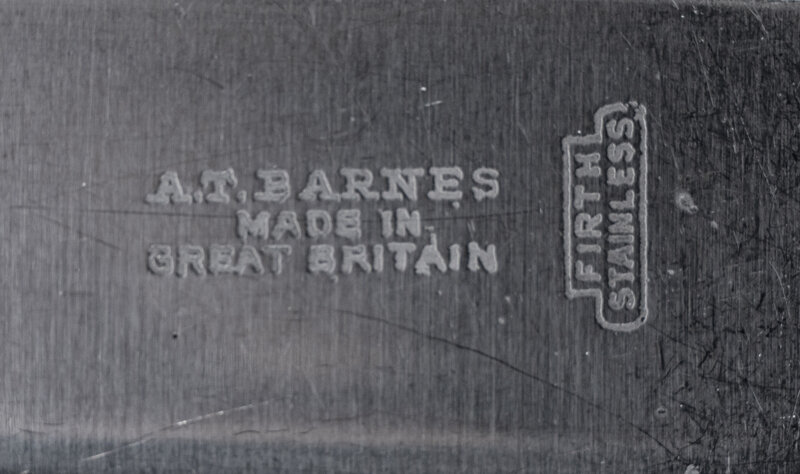 A.T. BARNES
MADE IN
GREAT BRITAIN
FIRTH
STAINLESS